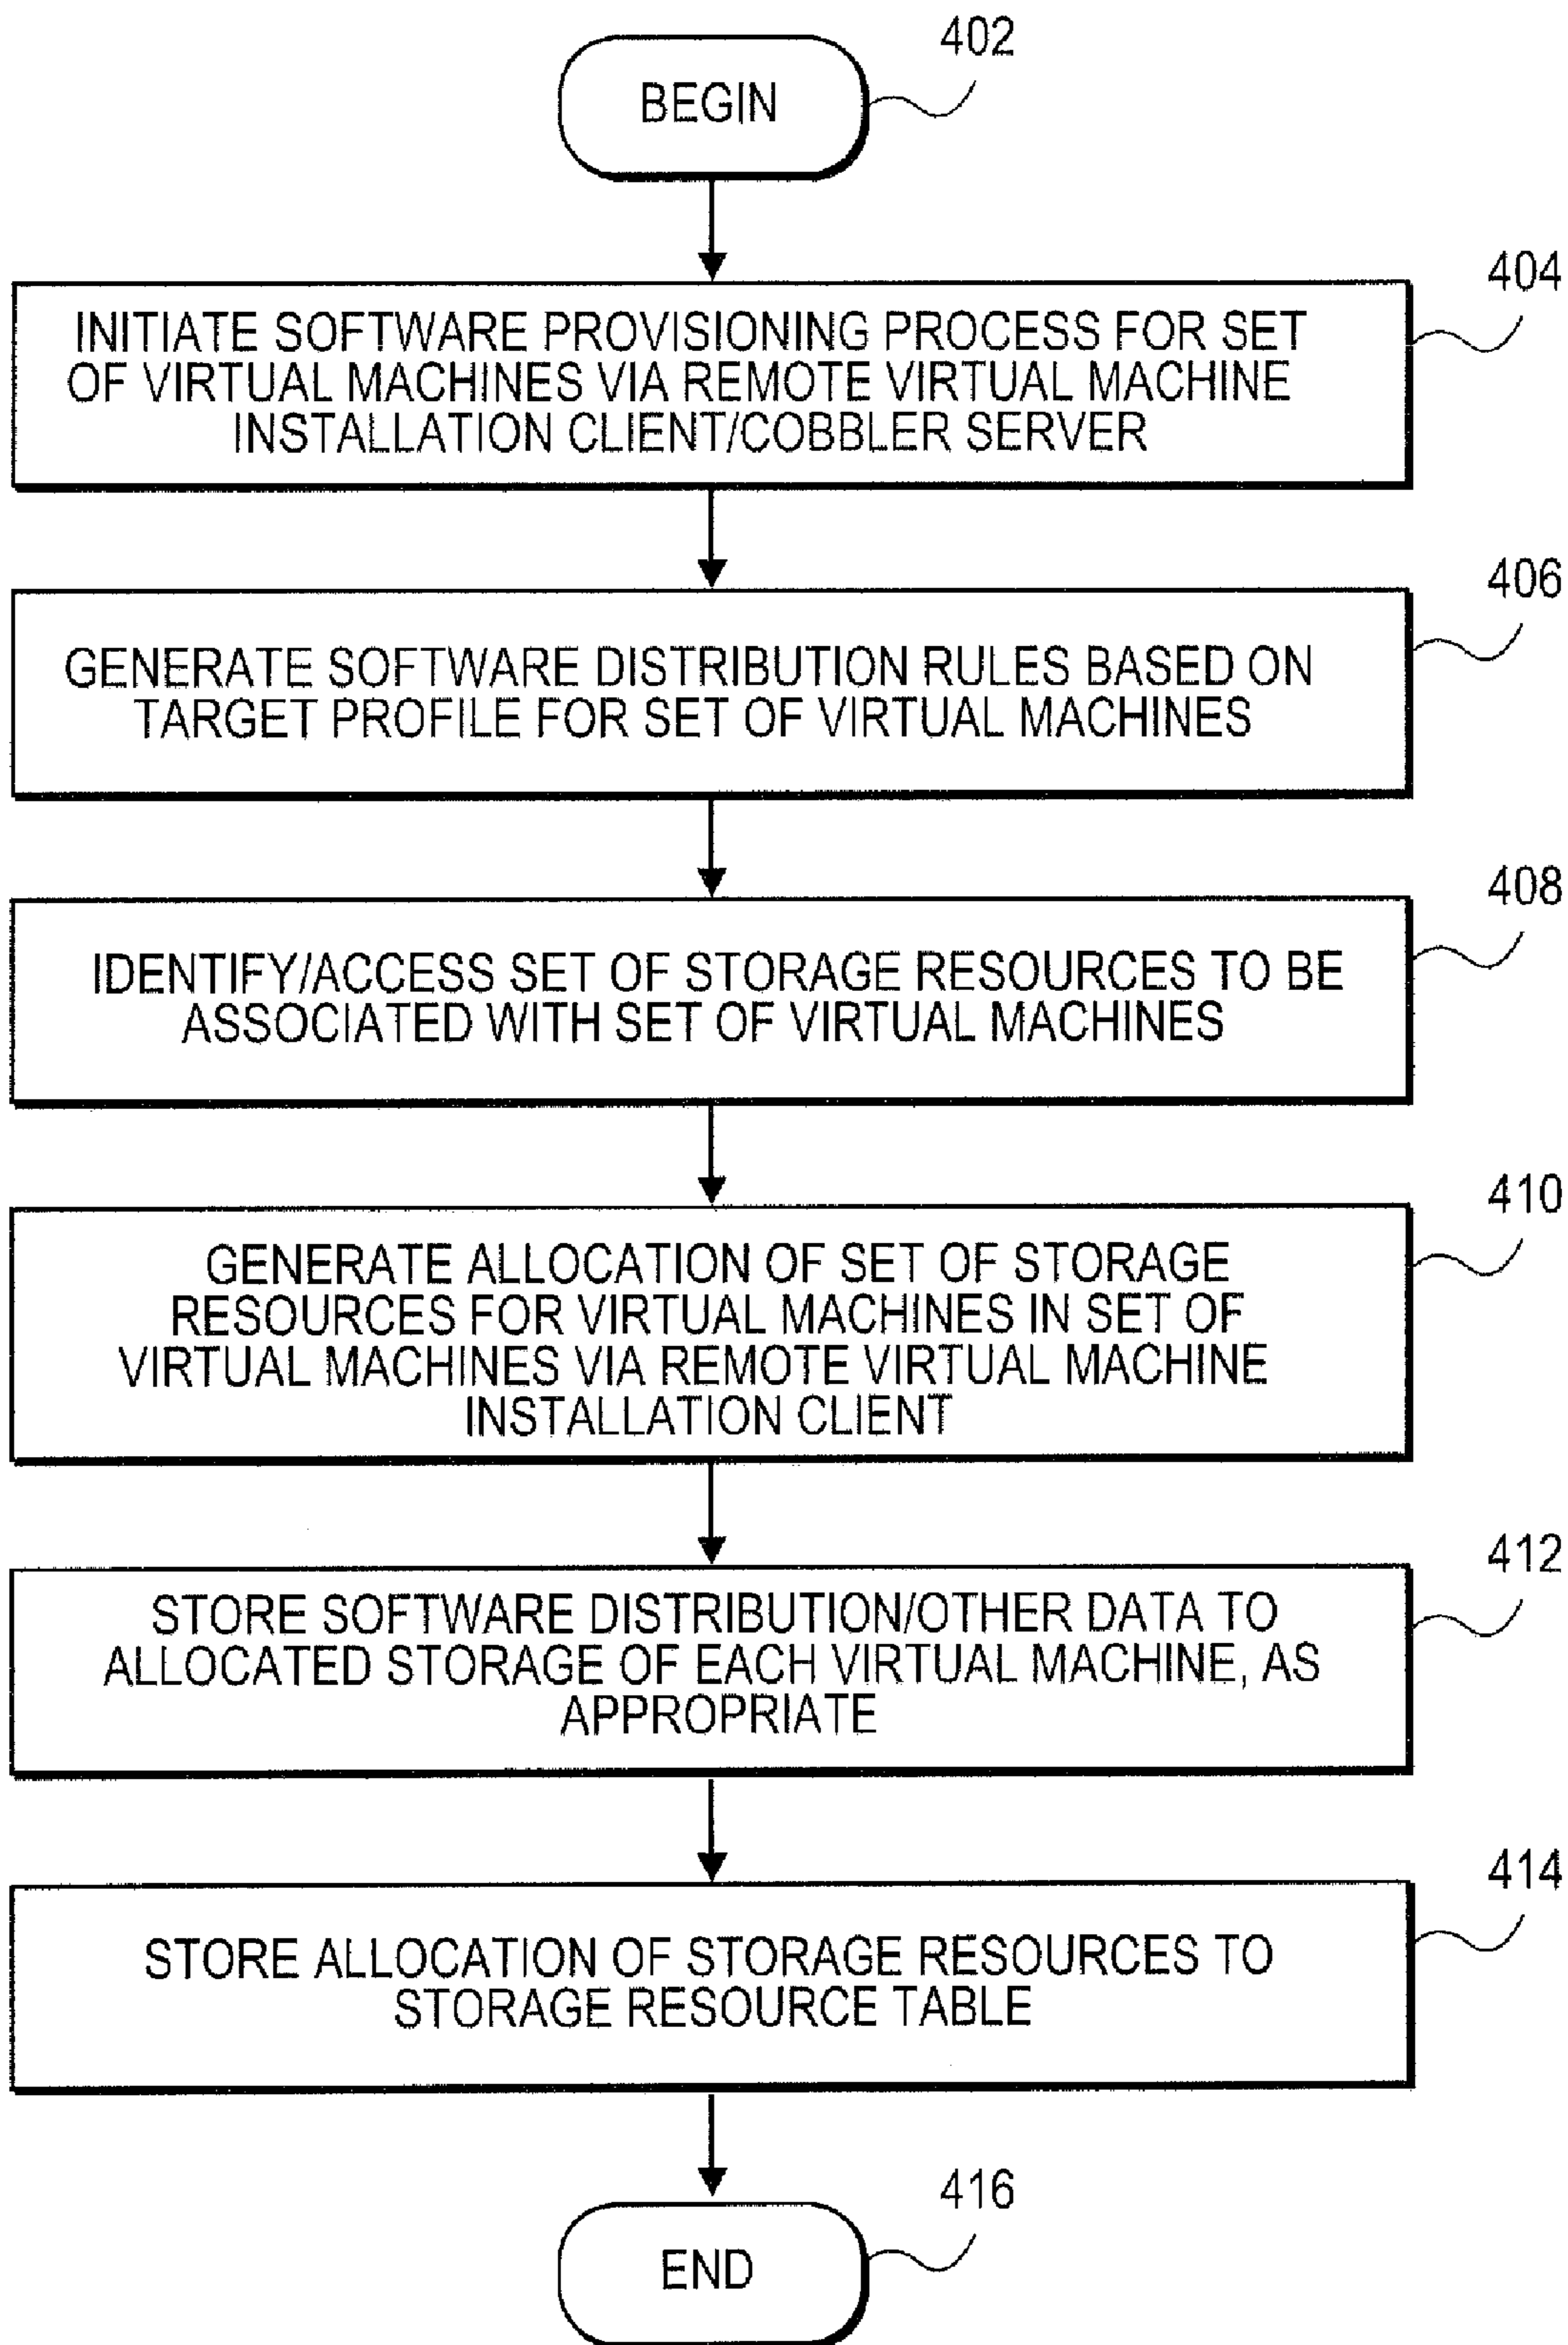 402
BEGIN
404
INITIATE SOFTWARE PROVISIONING PROCESS FOR SET
OF VIRTUAL MACHINES VIA REMOTE VIRTUAL MACHINE
INSTALLATION CLIENT/COBBLER SERVER
406
GENERATE SOFTWARE DISTRIBUTION RULES BASED ON
TARGET PROFILE FOR SET OF VIRTUAL MACHINES
408
IDENTIFY/ACCESS SET OF STORAGE RESOURCES TO BE
ASSOCIATED WITH SET OF VIRTUAL MACHINES
410
GENERATE ALLOCATION OF SET OF STORAGE
RESOURCES FOR VIRTUAL MACHINES IN SET OF
VIRTUAL MACHINES VIA REMOTE VIRTUAL MACHINE
INSTALLATION CLIENT
412
STORE SOFTWARE DISTRIBUTION/OTHER DATA TO
ALLOCATED STORAGE OF EACH VIRTUAL MACHINE, AS
APPROPRIATE
414
STORE ALLOCATION OF STORAGE RESOURCES TO
STORAGE RESOURCE TABLE
416
END